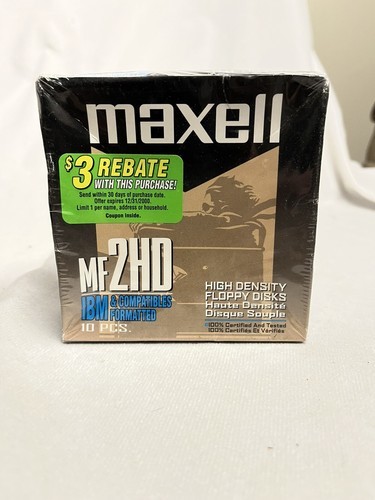 maxell
$3 REBATE
WITH THIS PURCHASE!
Send within 30 days of purchase date.
Offer expires 12/31/2000.
Limit 1 per name, address or household.
Coupon inside.
MF2HD
IBM & COMPATIBLES
FORMATTED
10 PCS.
HIGH DENSITY
FLOPPY DISKS
Haute Densité
Disque Souple
100% Certified And Tested
100% Certifiés Et Vérifiés